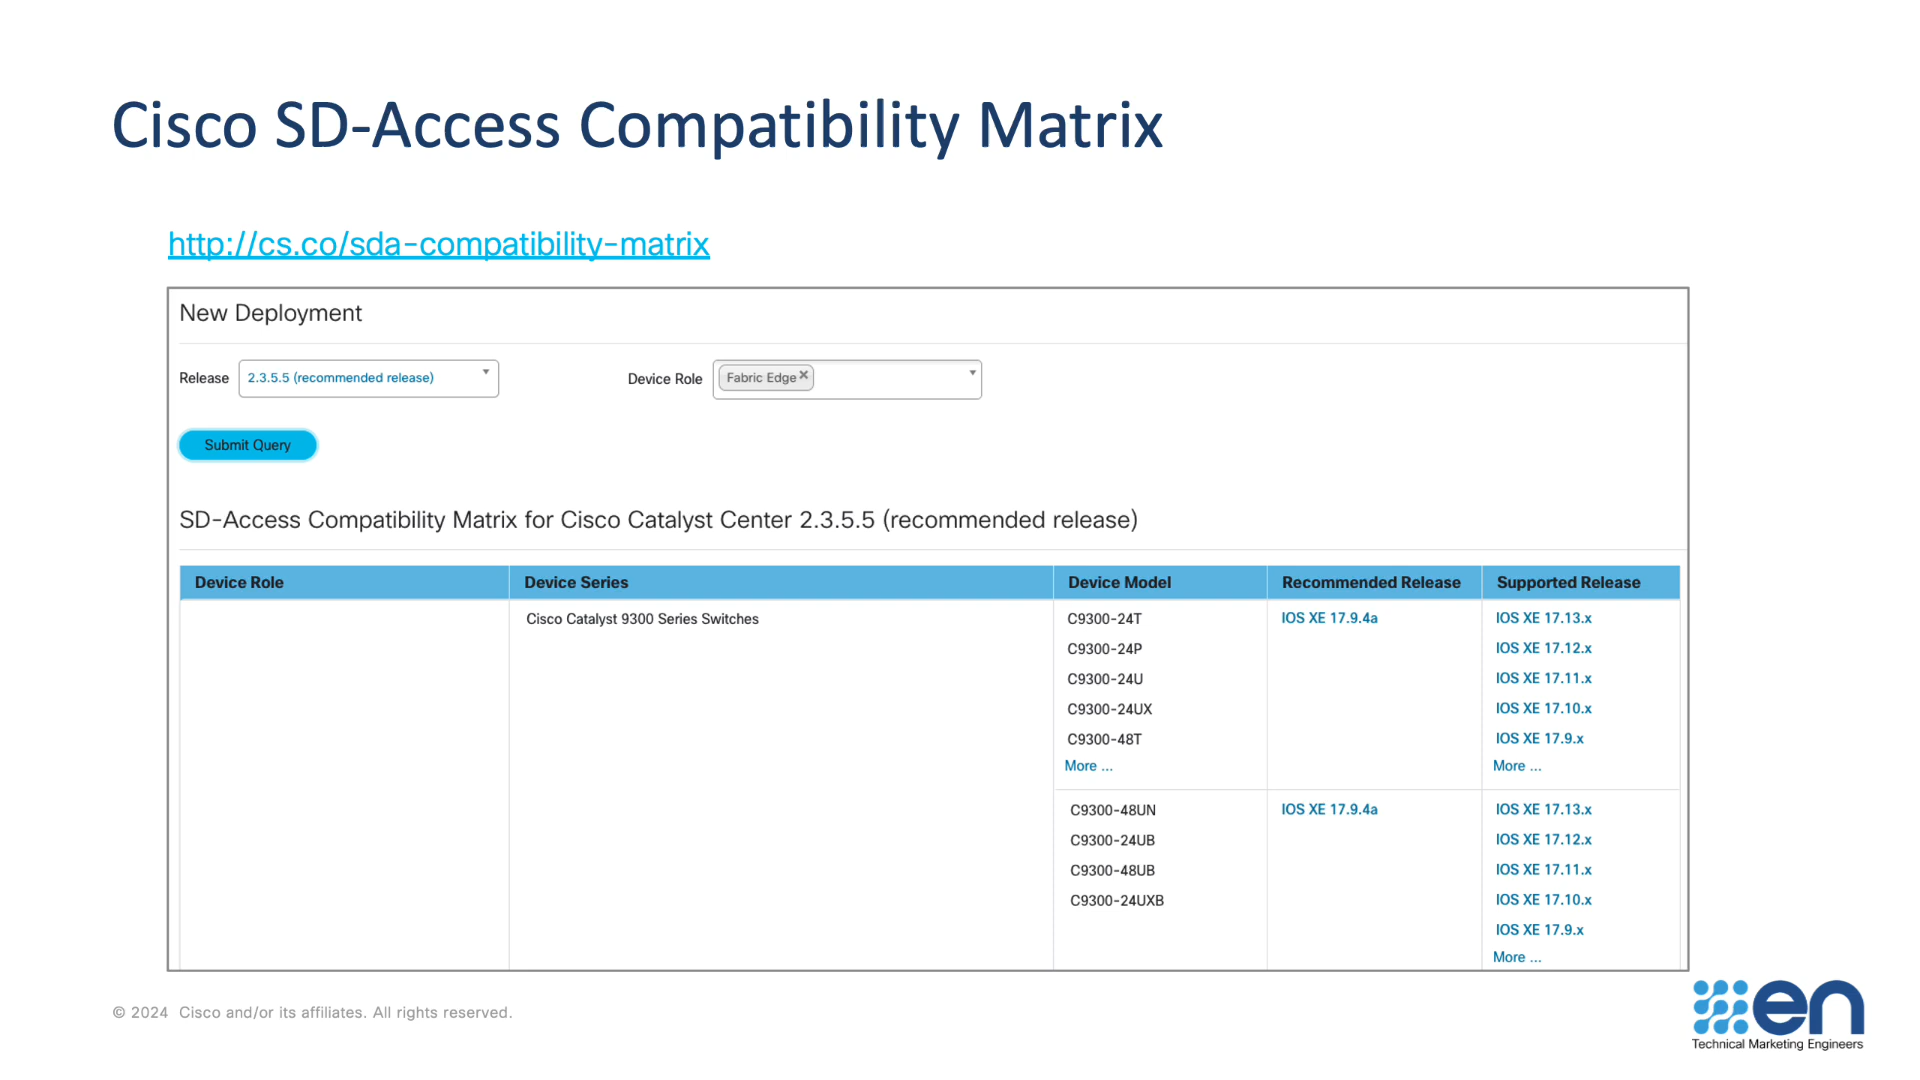 Cisco SD-Access Compatibility Matrix
http://cs.co/sda-compatibility-matrix
New Deployment
Release 2.3.5.5 (recommended release) Device Role Fabric Edge
Submit Query
SD-Access Compatibility Matrix for Cisco Catalyst Center 2.3.5.5 (recommended release)
Device Role Device Series Device Model Recommended Release Supported Release
Cisco Catalyst 9300 Series Switches C9300-24T IOS XE 17.9.4a IOS XE 17.13.x
C9300-24P IOS XE 17.12.x
C9300-24U IOS XE 17.11.x
C9300-24UX IOS XE 17.10.x
C9300-48T IOS XE 17.9.x
More ... More ...
C9300-48UN IOS XE 17.9.4a IOS XE 17.13.x
C9300-24UB IOS XE 17.12.x
C9300-48UB IOS XE 17.11.x
C9300-24UXB IOS XE 17.10.x
IOS XE 17.9.x
More ...
© 2024 Cisco and/or its affiliates. All rights reserved.
en
Technical Marketing Engineers